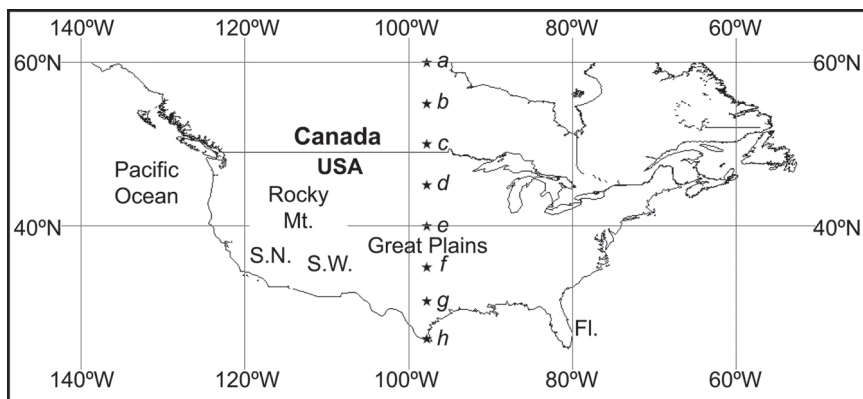 140ºW 120ºW 100ºW 80ºW 60ºW
60ºN a 60ºN
b
Canada c
USA
Pacific
Ocean
d
Rocky
Mt.
40ºN e 40ºN
Great Plains
S.N. S.W. f
g
Fl.
h
140ºW 120ºW 100ºW 80ºW 60ºW